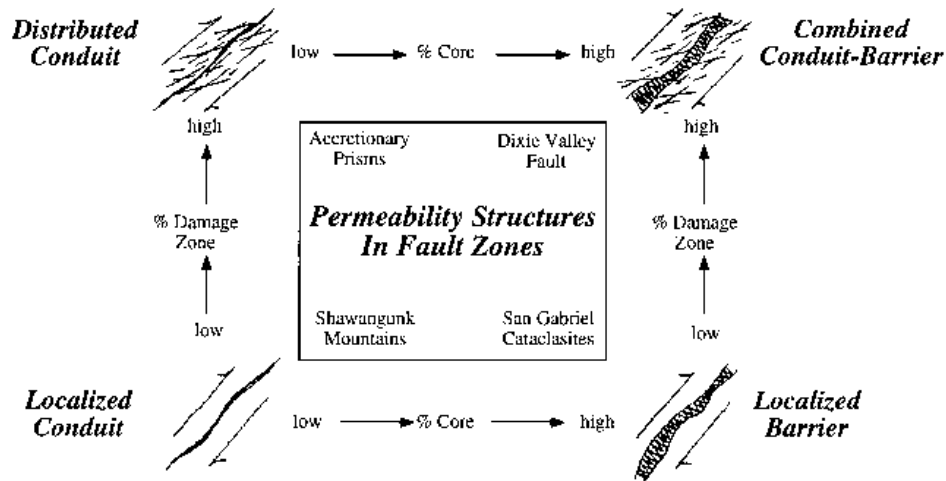 Distributed
Conduit
low
% Core
high
Combined
Conduit-Barrier
high
high
Accretionary
Prisms
Dixie Valley
Fault
% Damage
Zone
Permeability Structures
In Fault Zones
% Damage
Zone
low
Shawangunk
Mountains
San Gabriel
Cataclasites
low
Localized
Conduit
low
% Core
high
Localized
Barrier